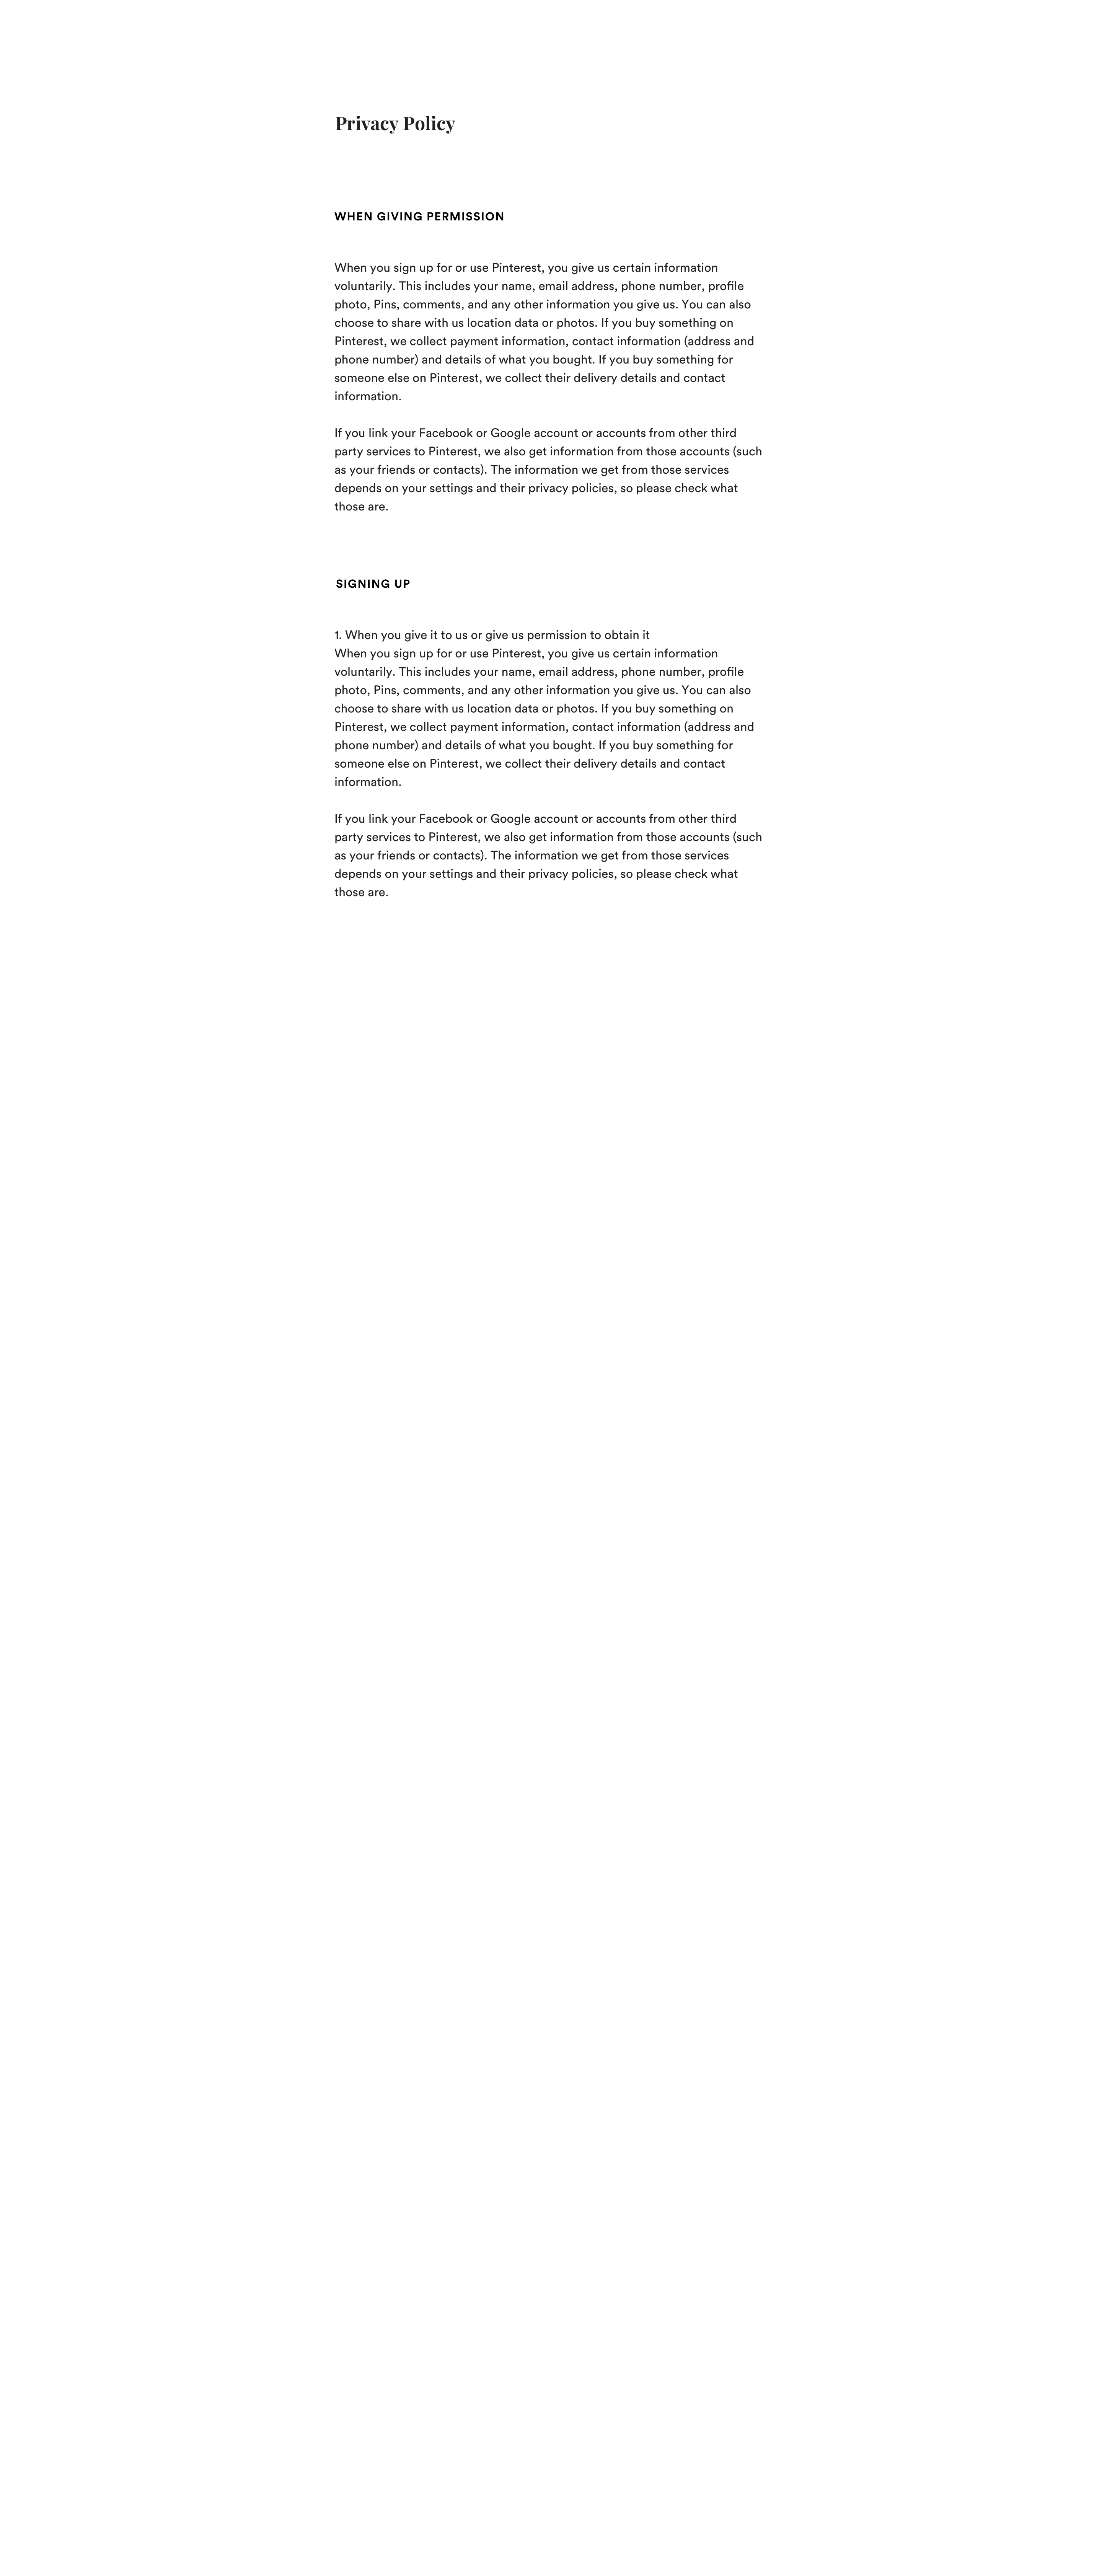 Privacy Policy
WHEN GIVING PERMISSION
When you sign up for or use Pinterest, you give us certain information
voluntarily. This includes your name, email address, phone number, profile
photo, Pins, comments, and any other information you give us. You can also
choose to share with us location data or photos. If you buy something on
Pinterest, we collect payment information, contact information (address and
phone number) and details of what you bought. If you buy something for
someone else on Pinterest, we collect their delivery details and contact
information.
If you link your Facebook or Google account or accounts from other third
party services to Pinterest, we also get information from those accounts (such
as your friends or contacts). The information we get from those services
depends on your settings and their privacy policies, so please check what
those are.
SIGNING UP
1. When you give it to us or give us permission to obtain it
When you sign up for or use Pinterest, you give us certain information
voluntarily. This includes your name, email address, phone number, profile
photo, Pins, comments, and any other information you give us. You can also
choose to share with us location data or photos. If you buy something on
Pinterest, we collect payment information, contact information (address and
phone number) and details of what you bought. If you buy something for
someone else on Pinterest, we collect their delivery details and contact
information.
If you link your Facebook or Google account or accounts from other third
party services to Pinterest, we also get information from those accounts (such
as your friends or contacts). The information we get from those services
depends on your settings and their privacy policies, so please check what
those are.